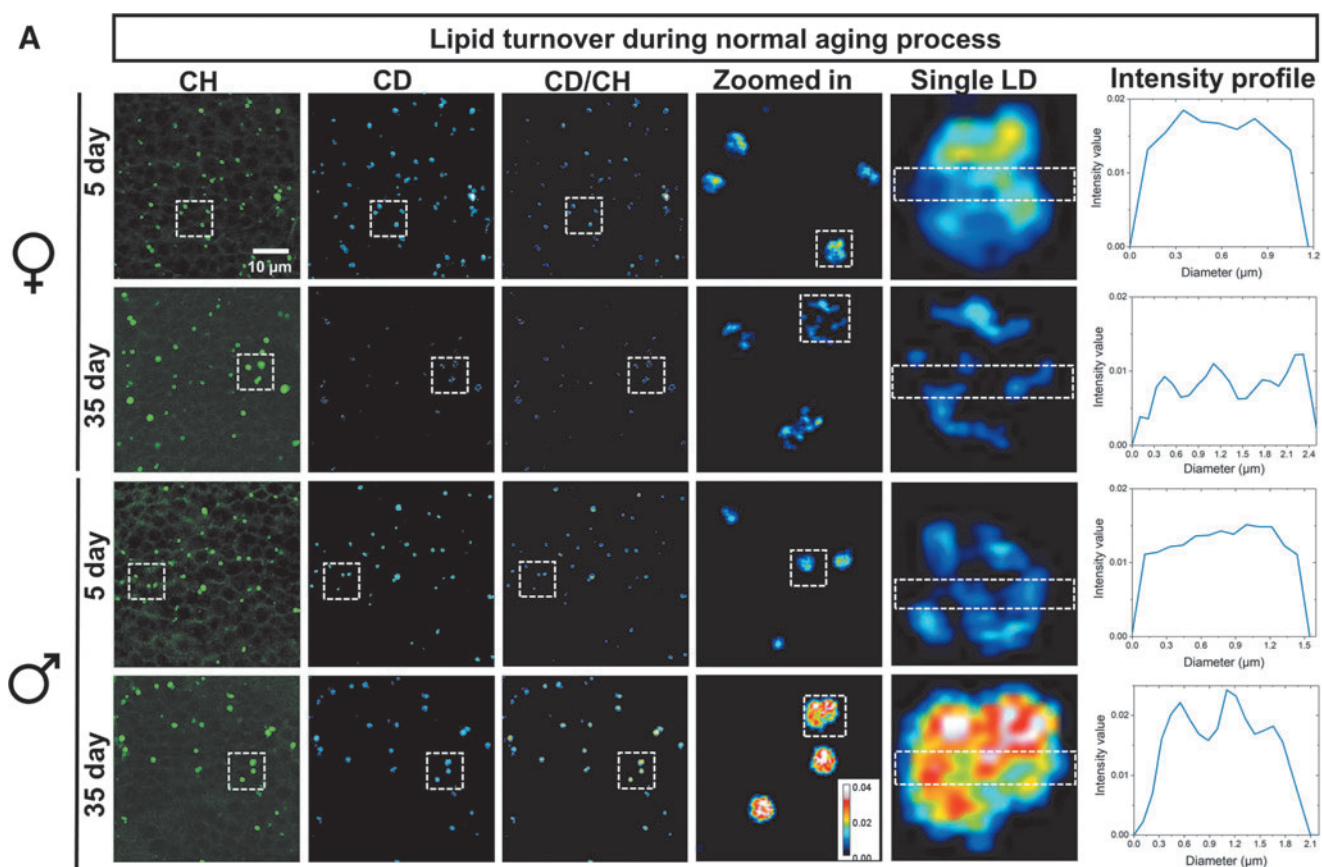 A
Lipid turnover during normal aging process
CH CD CD/CH Zoomed in Single LD Intensity profile
♀
5 day
10 µm
Intensity value
0.02
0.01
0.00
0.0 0.3 0.6 0.9 1.2
Diameter (µm)
35 day
Intensity value
0.02
0.01
0.00
0.0 0.3 0.6 0.9 1.2 1.5 1.8 2.1 2.4
Diameter (µm)
♂
5 day
Intensity value
0.02
0.01
0.00
0.0 0.3 0.6 0.9 1.2 1.5
Diameter (µm)
35 day
0.04
0.02
0.00
Intensity value
0.02
0.01
0.00
0.0 0.3 0.6 0.9 1.2 1.5 1.8 2.1
Diameter (µm)